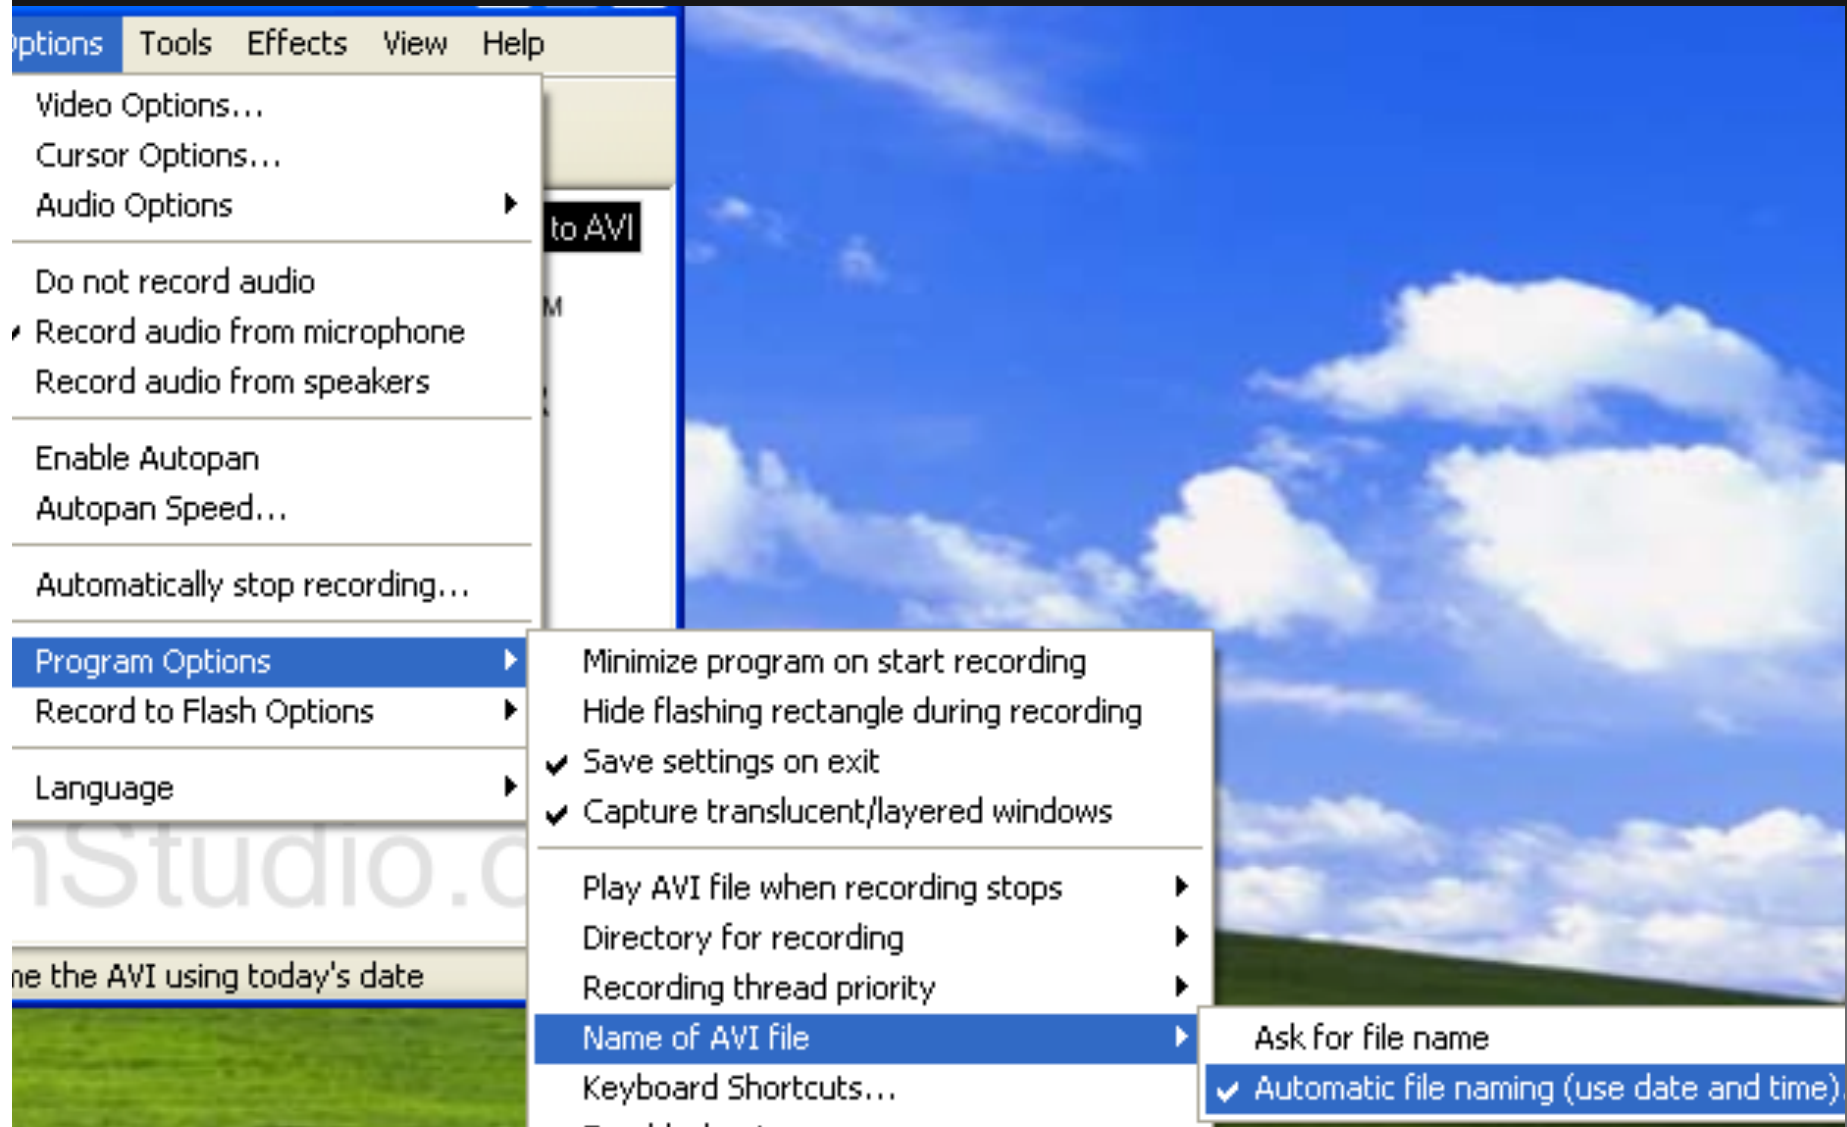 ptions Tools Effects View Help
Video Options...
Cursor Options...
Audio Options
to AVI
Do not record audio
M
Record audio from microphone
Record audio from speakers
Enable Autopan
Autopan Speed...
Automatically stop recording...
Program Options
Record to Flash Options
Language
nStudio.c
me the AVI using today's date
Minimize program on start recording
Hide flashing rectangle during recording
Save settings on exit
Capture translucent/layered windows
Play AVI file when recording stops
Directory for recording
Recording thread priority
Name of AVI file
Keyboard Shortcuts...
Ask for file name
Automatic file naming (use date and time)